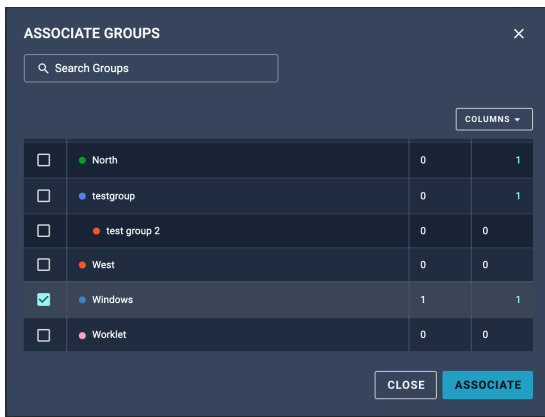 ASSOCIATE GROUPS
Search Groups
COLUMNS
North 0 1
testgroup 0 1
test group 2 0 0
West 0 0
Windows 1 1
Worklet 0 0
CLOSE ASSOCIATE